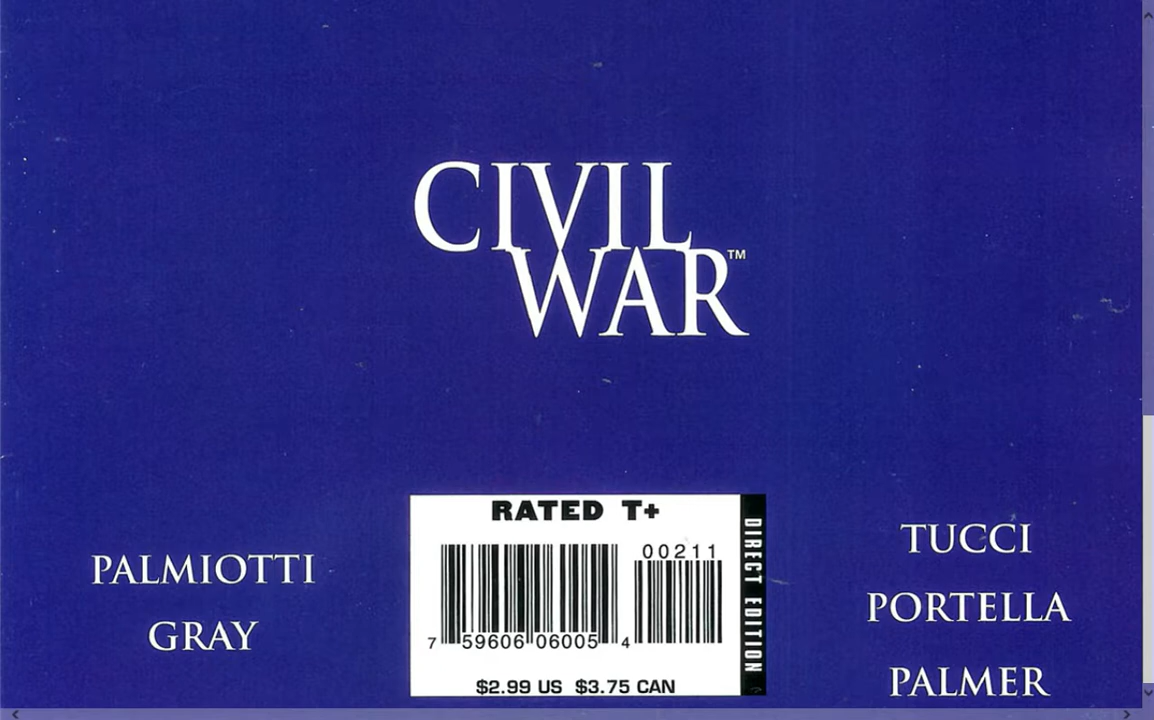 CIVIL
WAR™
RATED T+
00211
DIRECT EDITION
7 59606 06005 4
$2.99 US $3.75 CAN
PALMIOTTI
GRAY
TUCCI
PORTELLA
PALMER